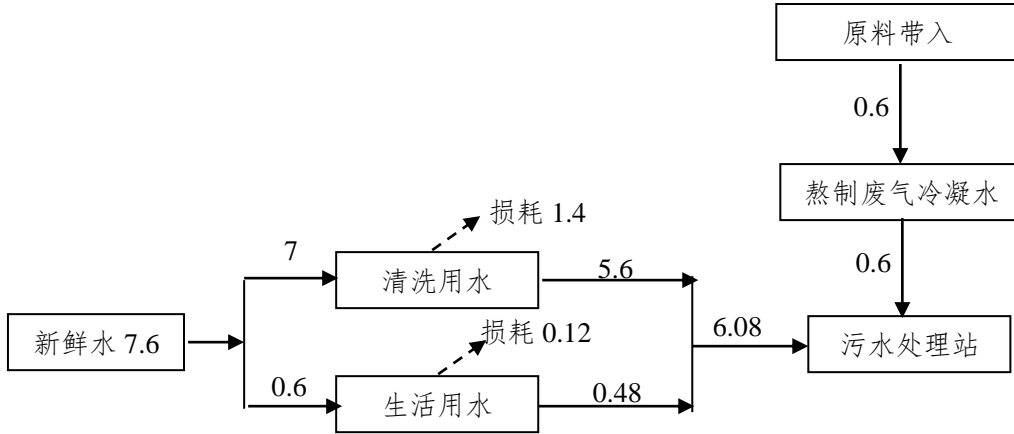 原料带入
0.6
熬制废气冷凝水
0.6
损耗 1.4
7
清洗用水
5.6
新鲜水 7.6
损耗 0.12
6.08
污水处理站
0.6
生活用水
0.48